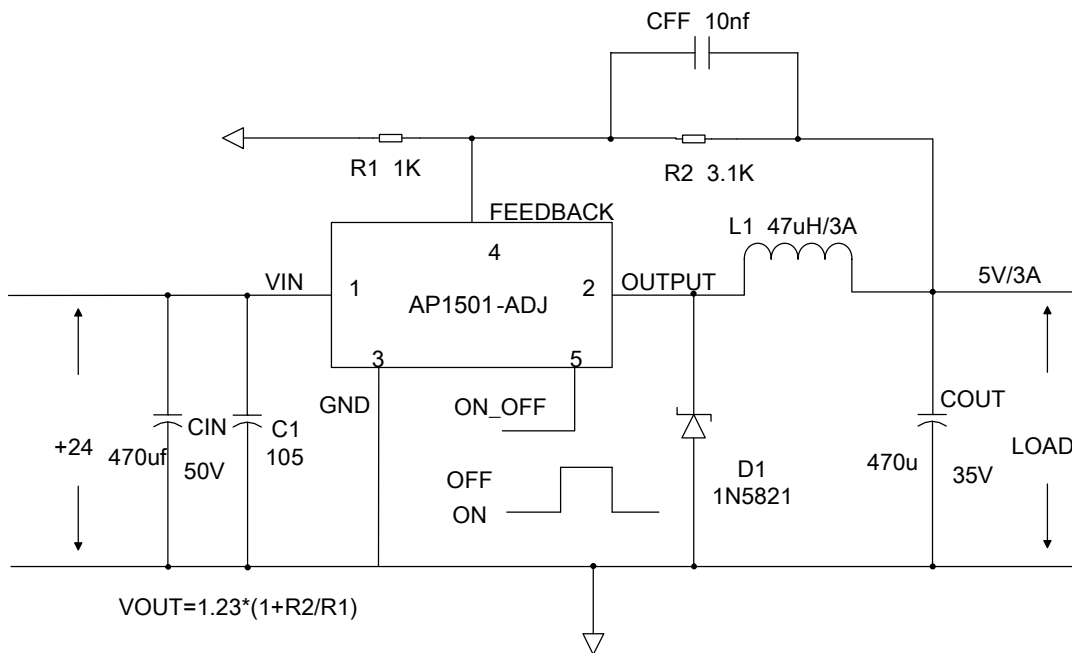 CFF 10nf
R1 1K
R2 3.1K
FEEDBACK
L1 47uH/3A
4
VIN
OUTPUT
5V/3A
1
AP1501-ADJ
2
3
5
GND
ON_OFF
COUT
CIN
C1
+24
470uf
50V
105
LOAD
470u
35V
D1
1N5821
OFF
ON
VOUT=1.23*(1+R2/R1)